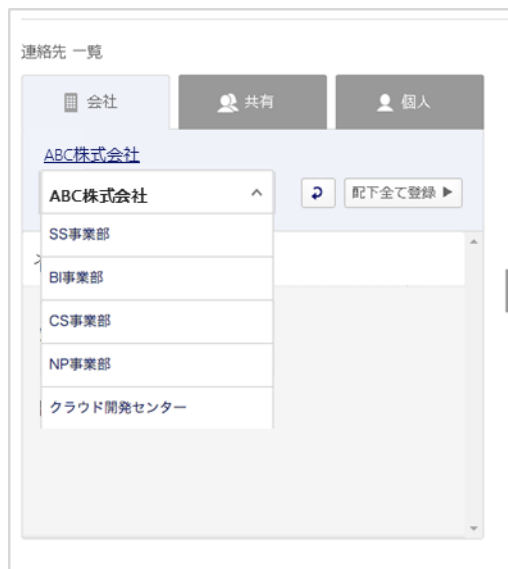 連絡先 一覧
会社
共有
個人
ABC株式会社
ABC株式会社
配下全て登録 ▶
SS事業部
BI事業部
CS事業部
NP事業部
クラウド開発センター